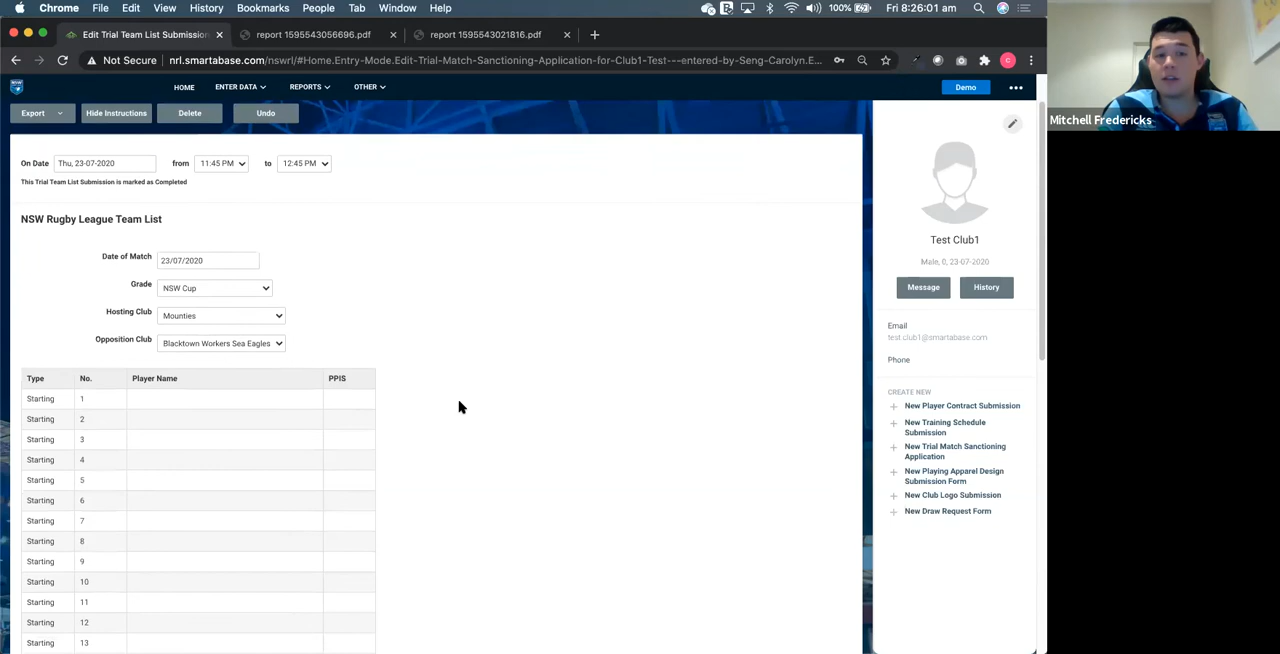 Chrome File Edit View History Bookmarks People Tab Window Help 100% Fri 8:26:01 am
Edit Trial Team List Submission report 1595543056696.pdf report 1595543021816.pdf
Not Secure nrl.smartabase.com/nswrl/#Home.Entry-Mode.Edit-Trial-Match-Sanctioning-Application-for-Club1-Test---entered-by-Seng-Carolyn.E...
HOME ENTER DATA REPORTS OTHER Demo
Export Hide Instructions Delete Undo
Mitchell Fredericks
On Date Thu, 23-07-2020 from 11:45 PM to 12:45 PM
This Trial Team List Submission is marked as Completed
NSW Rugby League Team List
Date of Match 23/07/2020
Grade NSW Cup
Hosting Club Mounties
Opposition Club Blacktown Workers Sea Eagles
Type No. Player Name PPIS
Starting 1
Starting 2
Starting 3
Starting 4
Starting 5
Starting 6
Starting 7
Starting 8
Starting 9
Starting 10
Starting 11
Starting 12
Starting 13
Test Club1
Male, 0, 23-07-2020
Message History
Email
test.club1@smartabase.com
Phone
CREATE NEW
New Player Contract Submission
New Training Schedule
Submission
New Trial Match Sanctioning
Application
New Playing Apparel Design
Submission Form
New Club Logo Submission
New Draw Request Form